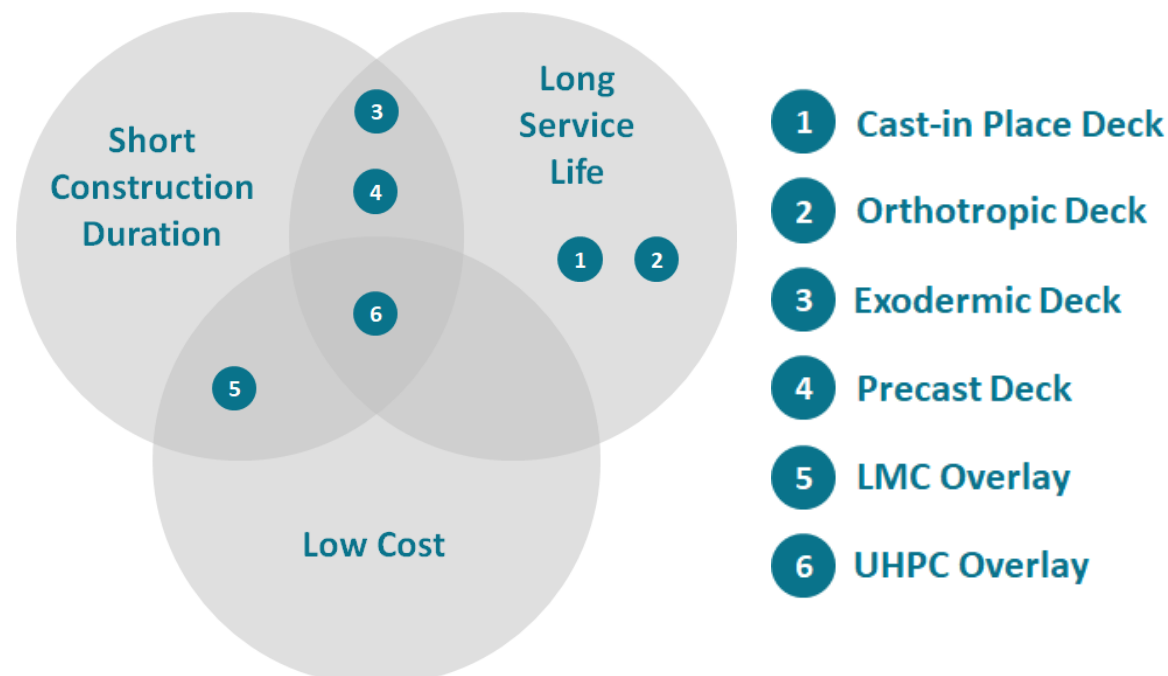 Short
Construction
Duration
Long
Service
Life
3
4
1
2
6
5
Low Cost
1 Cast-in Place Deck
2 Orthotropic Deck
3 Exodermic Deck
4 Precast Deck
5 LMC Overlay
6 UHPC Overlay